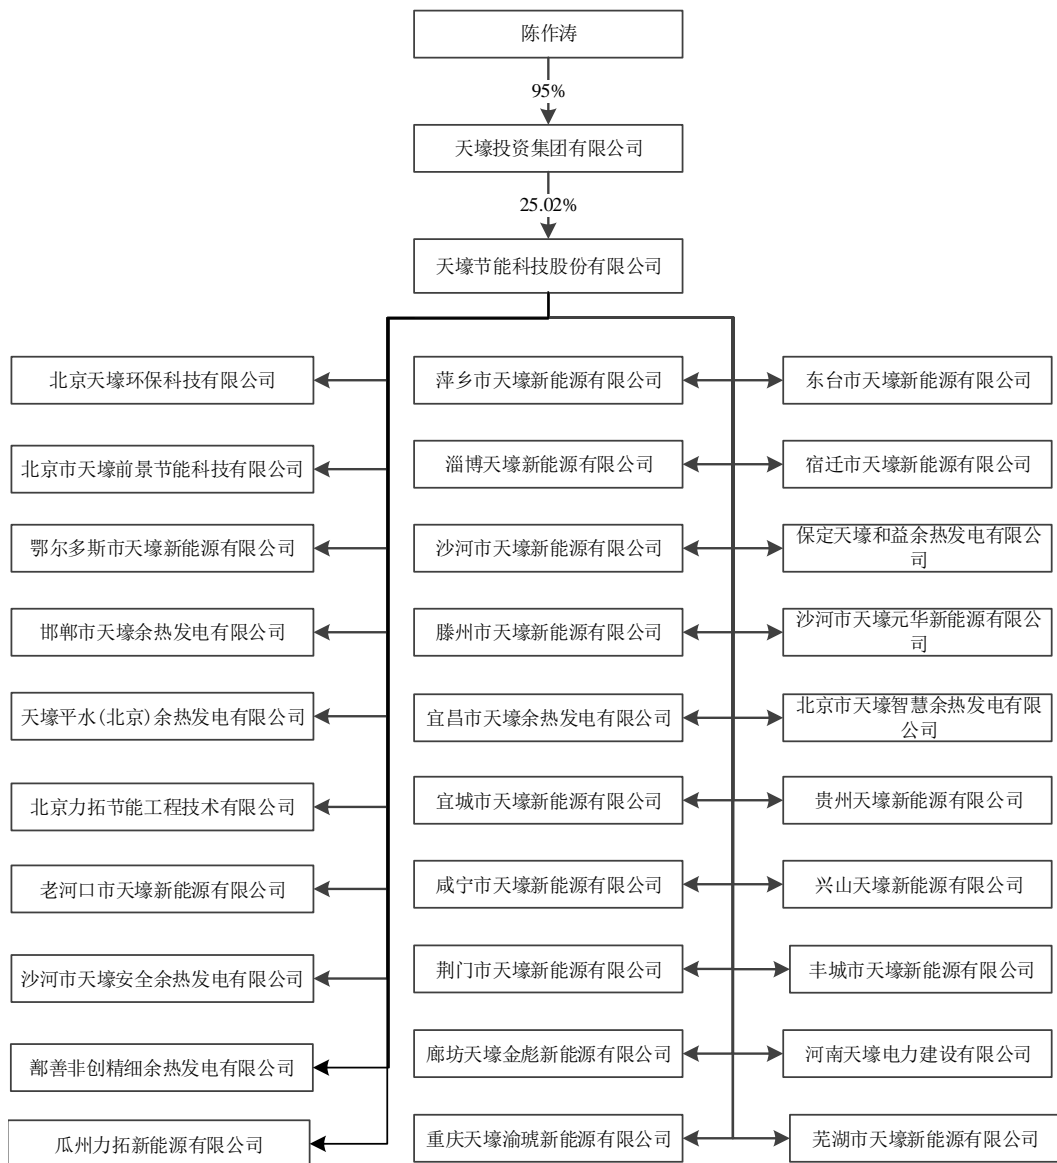 陈作涛
95%
天壕投资集团有限公司
25.02%
天壕节能科技股份有限公司
北京天壕环保科技有限公司
萍乡市天壕新能源有限公司
东台市天壕新能源有限公司
北京市天壕前景节能科技有限公司
淄博天壕新能源有限公司
宿迁市天壕新能源有限公司
鄂尔多斯市天壕新能源有限公司
沙河市天壕新能源有限公司
保定天壕和益余热发电有限公
司
邯郸市天壕余热发电有限公司
滕州市天壕新能源有限公司
沙河市天壕元华新能源有限公
司
天壕平水(北京)余热发电有限公司
宜昌市天壕余热发电有限公司
北京市天壕智慧余热发电有限
公司
北京力拓节能工程技术有限公司
宜城市天壕新能源有限公司
贵州天壕新能源有限公司
老河口市天壕新能源有限公司
咸宁市天壕新能源有限公司
兴山天壕新能源有限公司
沙河市天壕安全余热发电有限公司
荆门市天壕新能源有限公司
丰城市天壕新能源有限公司
鄯善非创精细余热发电有限公司
廊坊天壕金彪新能源有限公司
河南天壕电力建设有限公司
瓜州力拓新能源有限公司
重庆天壕渝琥新能源有限公司
芜湖市天壕新能源有限公司